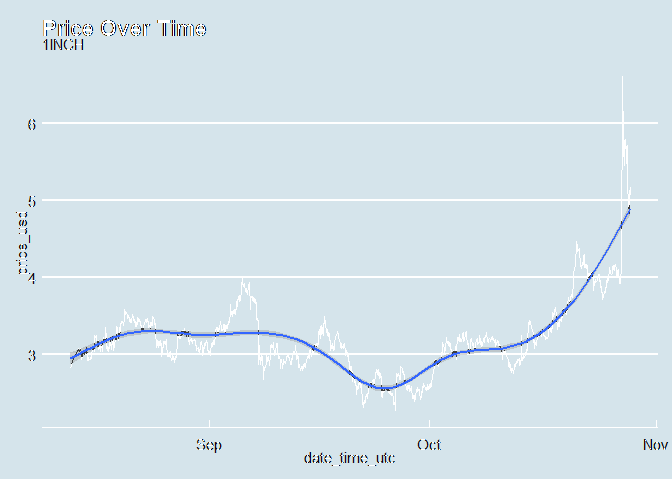 Price Over Time
1INCH
6
5
4
3
price_usd
Sep
Oct
Nov
date_time_utc